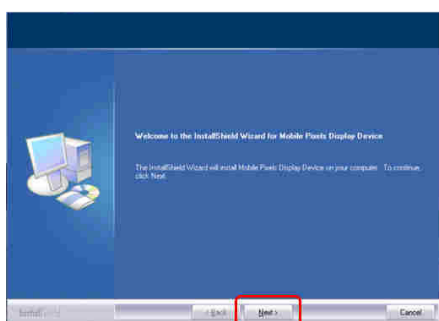 Welcome to the InstallShield Wizard for Mobile Pixels Display Device
The InstallShield Wizard will install Mobile Pixels Display Device on your computer. To continue,
click Next.
InstallShield
< Back
Next >
Cancel